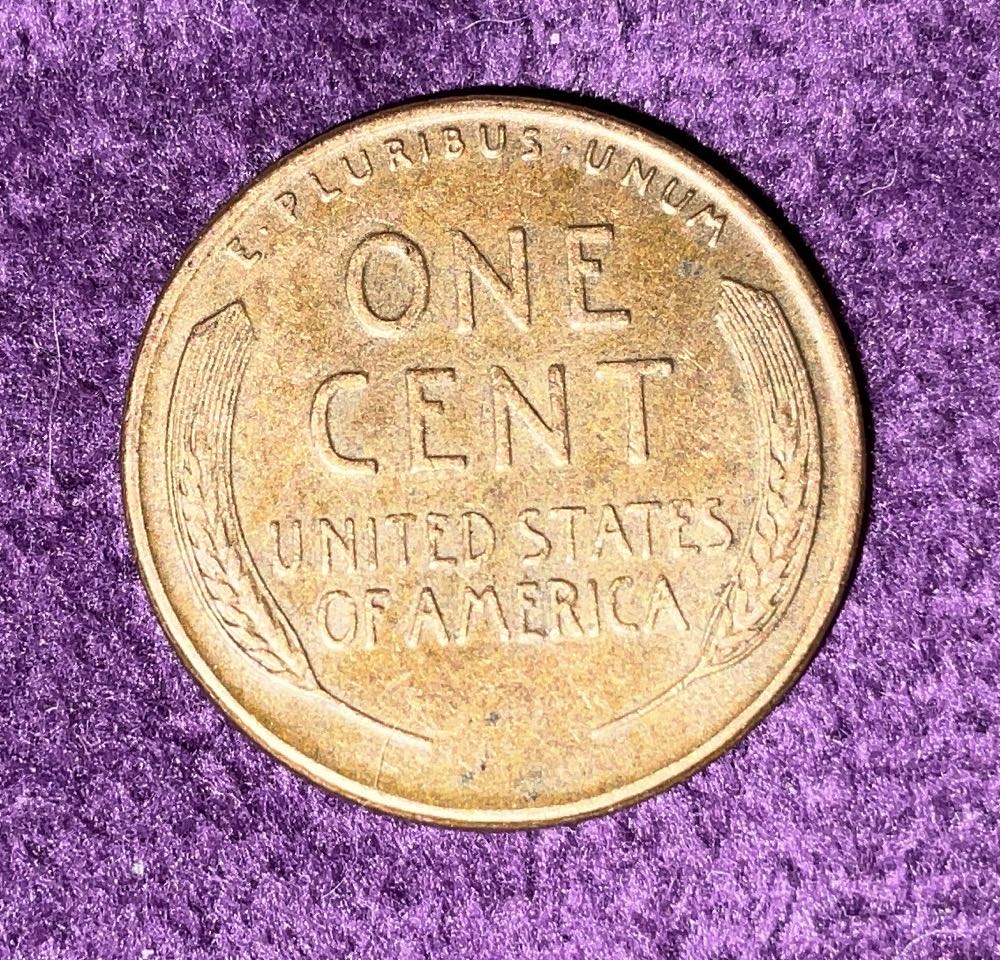 E·PLURIBUS·UNUM
ONE
CENT
UNITED STATES
OF AMERICA